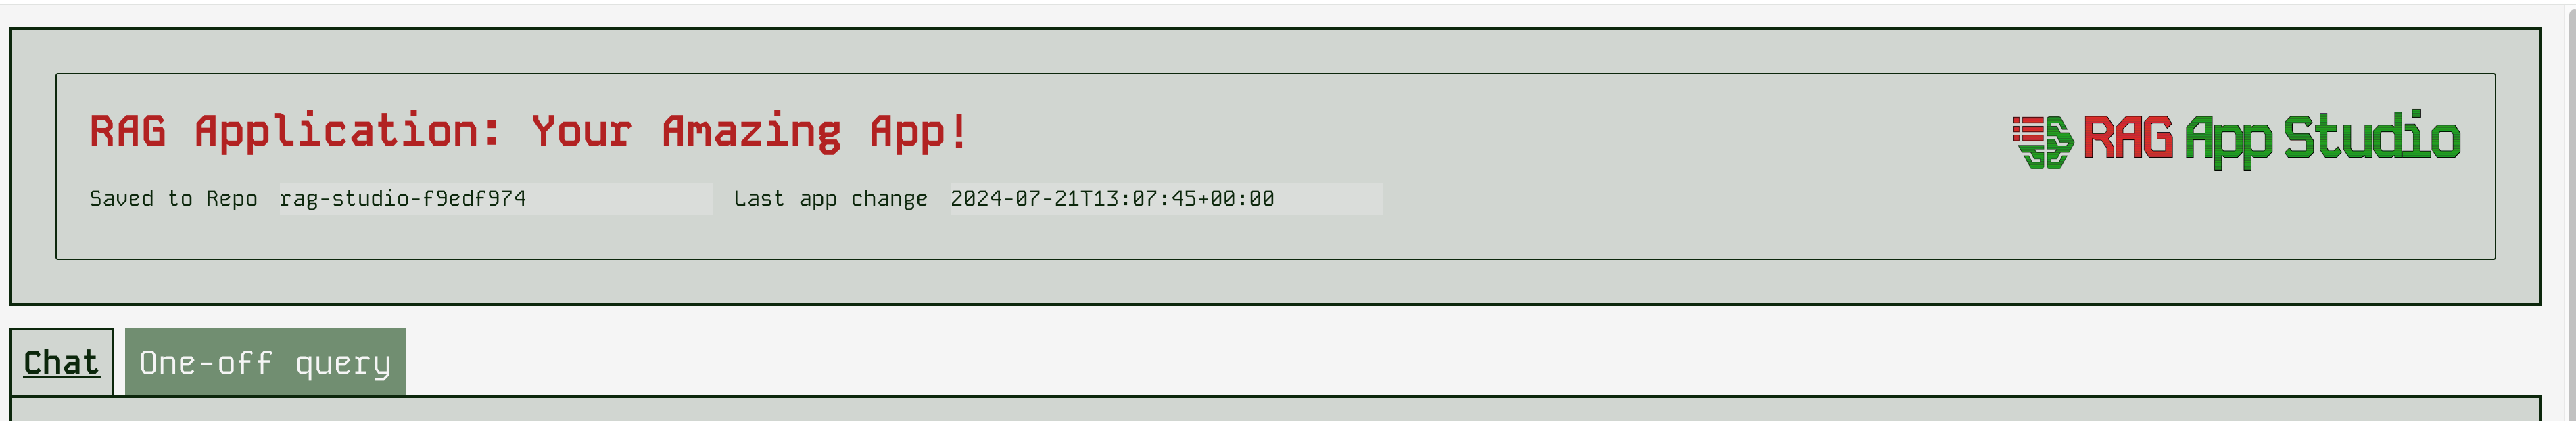 RAG Application: Your Amazing App!
RAG App Studio
Saved to Repo rag-studio-f9edf974 Last app change 2024-07-21T13:07:45+00:00
Chat One-off query